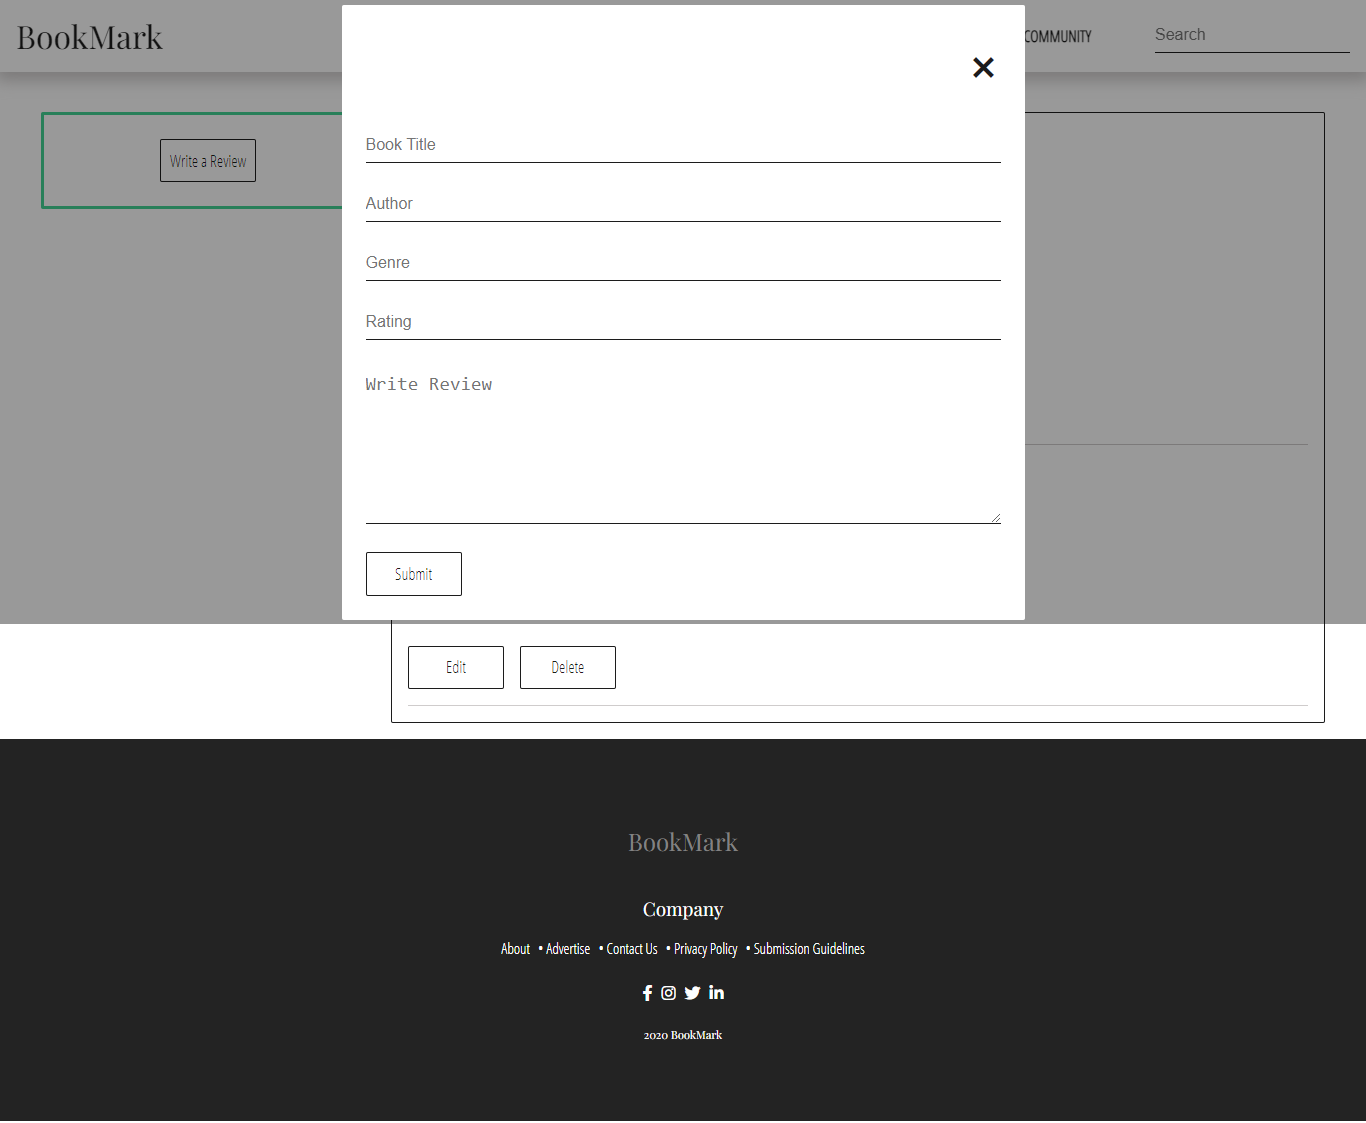 BookMark
COMMUNITY
Search
Write a Review
Book Title
Author
Genre
Rating
Write Review
Submit
Edit Delete
BookMark
Company
About • Advertise • Contact Us • Privacy Policy • Submission Guidelines
2020 BookMark